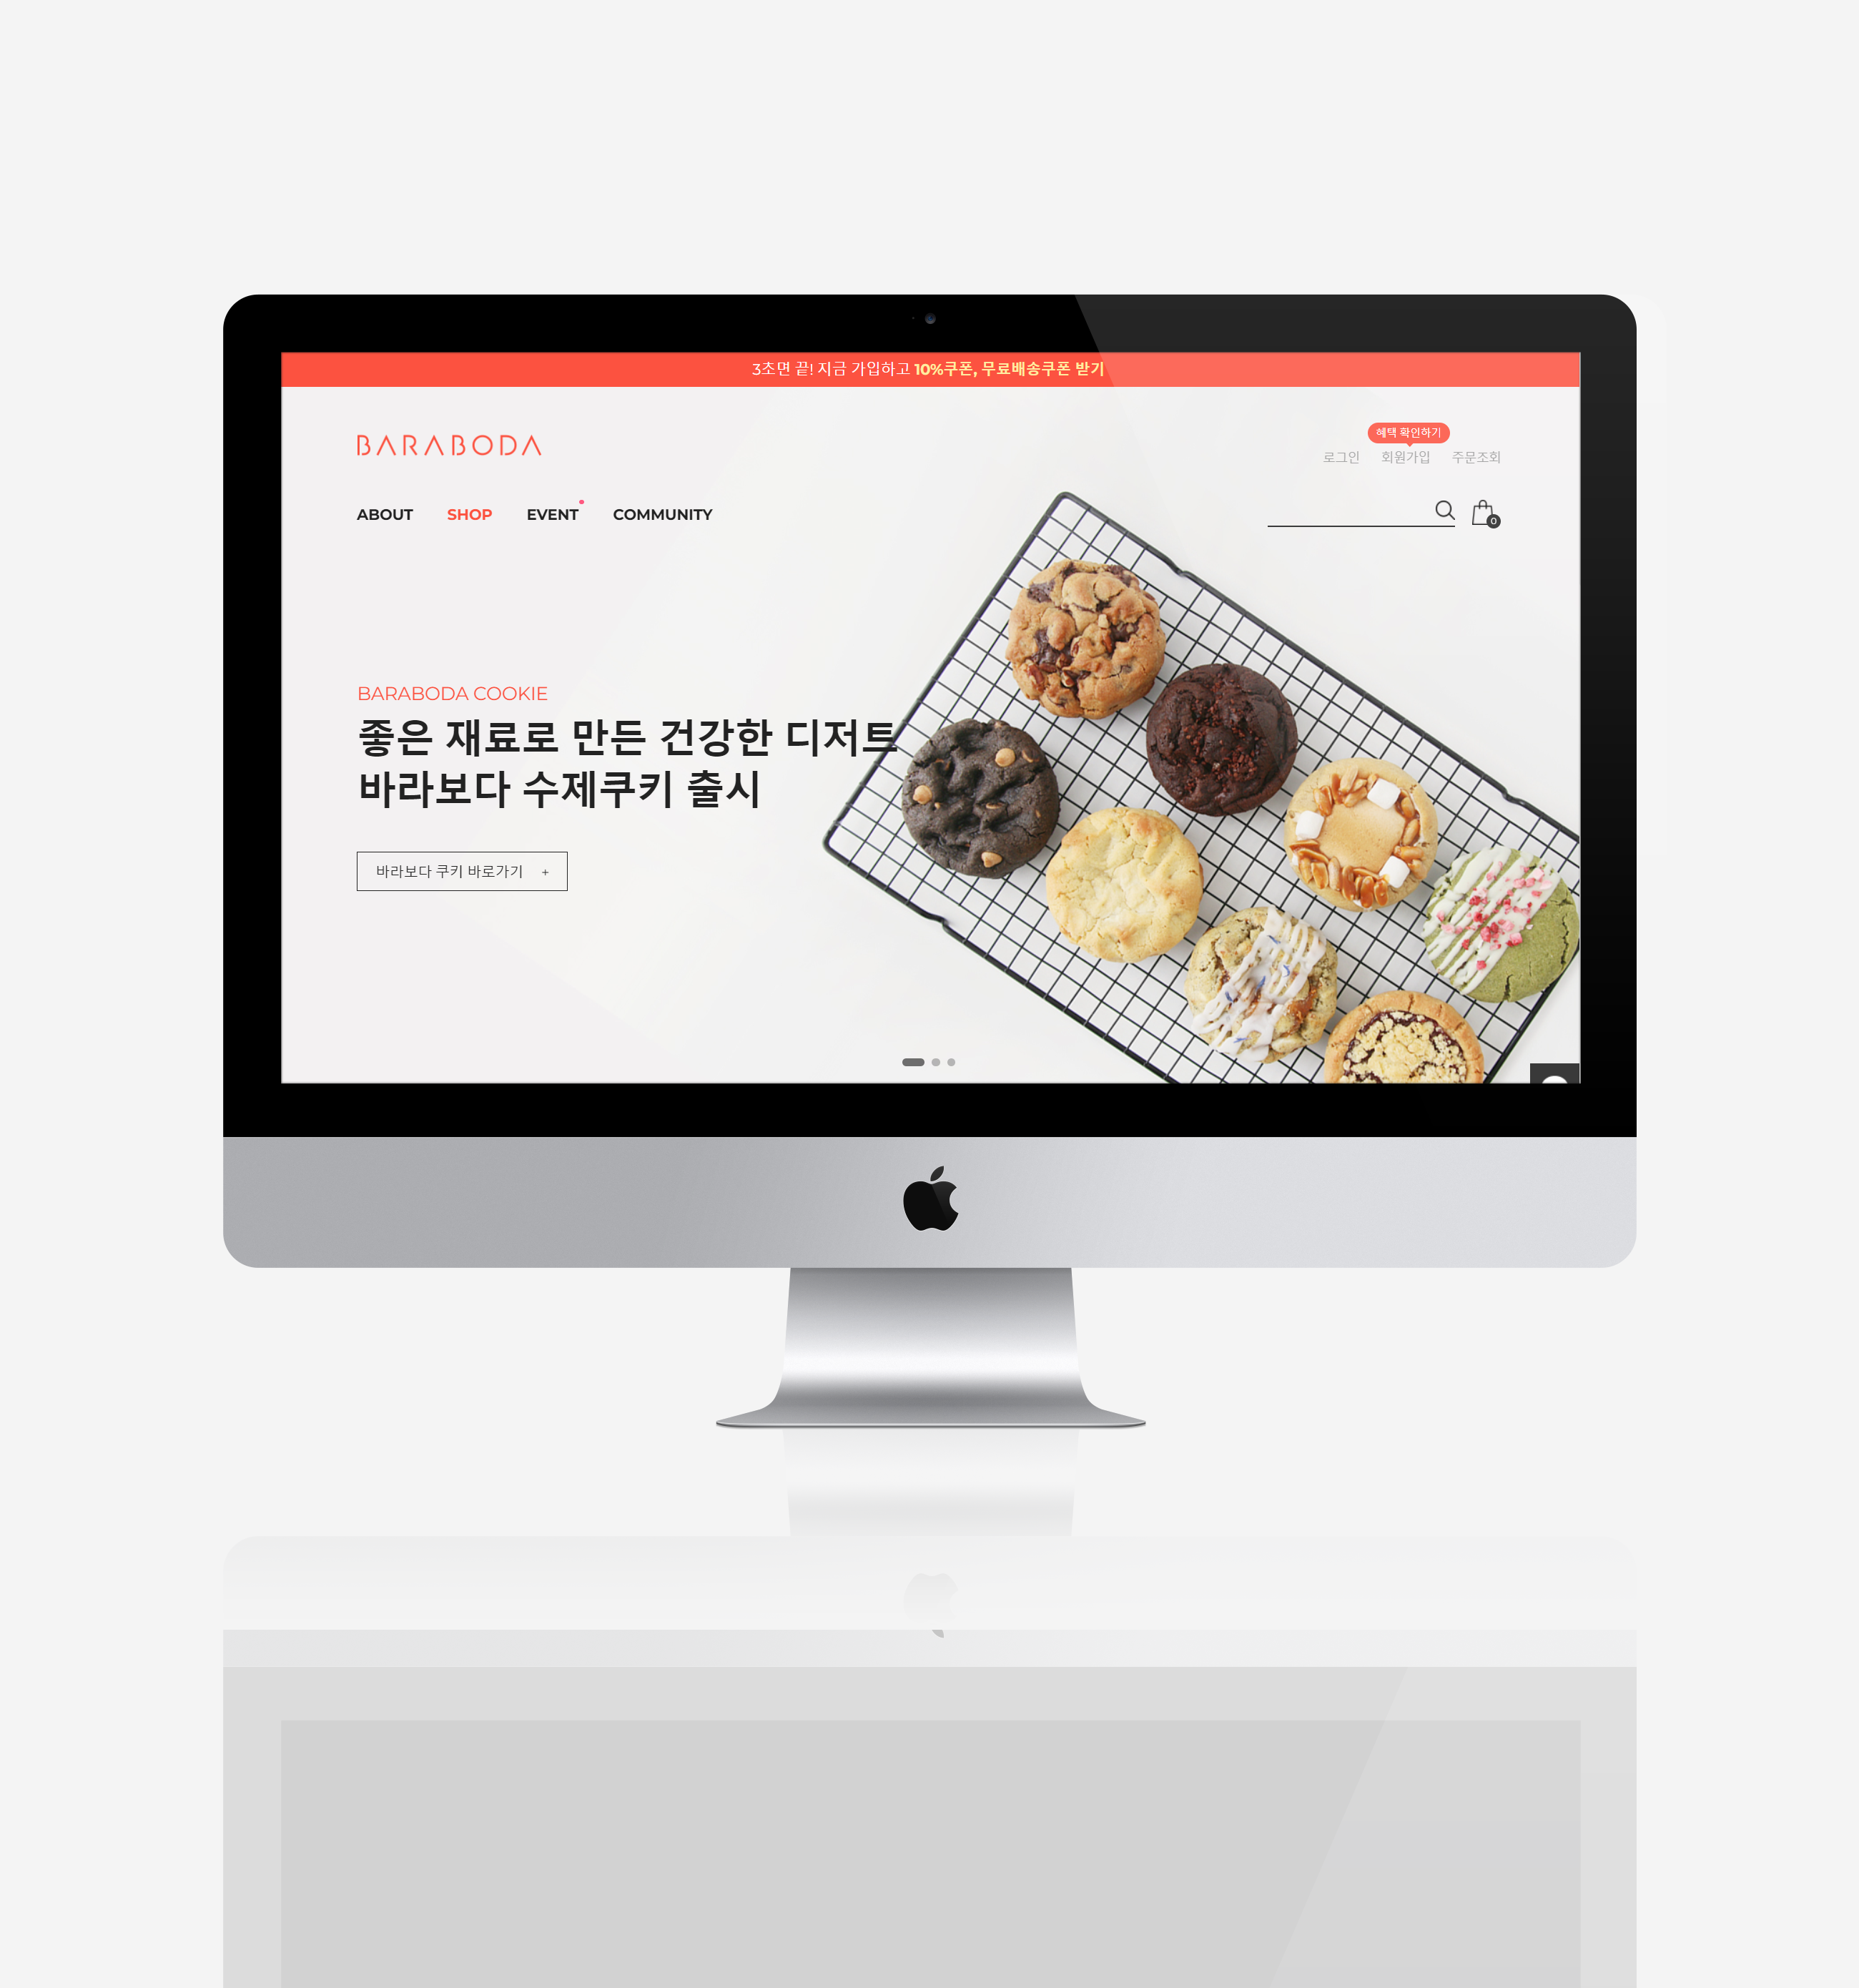 3초면 끝! 지금 가입하고 10%쿠폰, 무료배송쿠폰 받기
BARABODA
혜택 확인하기
로그인 회원가입 주문조회
ABOUT SHOP EVENT COMMUNITY
0
BARABODA COOKIE
좋은 재료로 만든 건강한 디저트
바라보다 수제쿠키 출시
바라보다 쿠키 바로가기 +